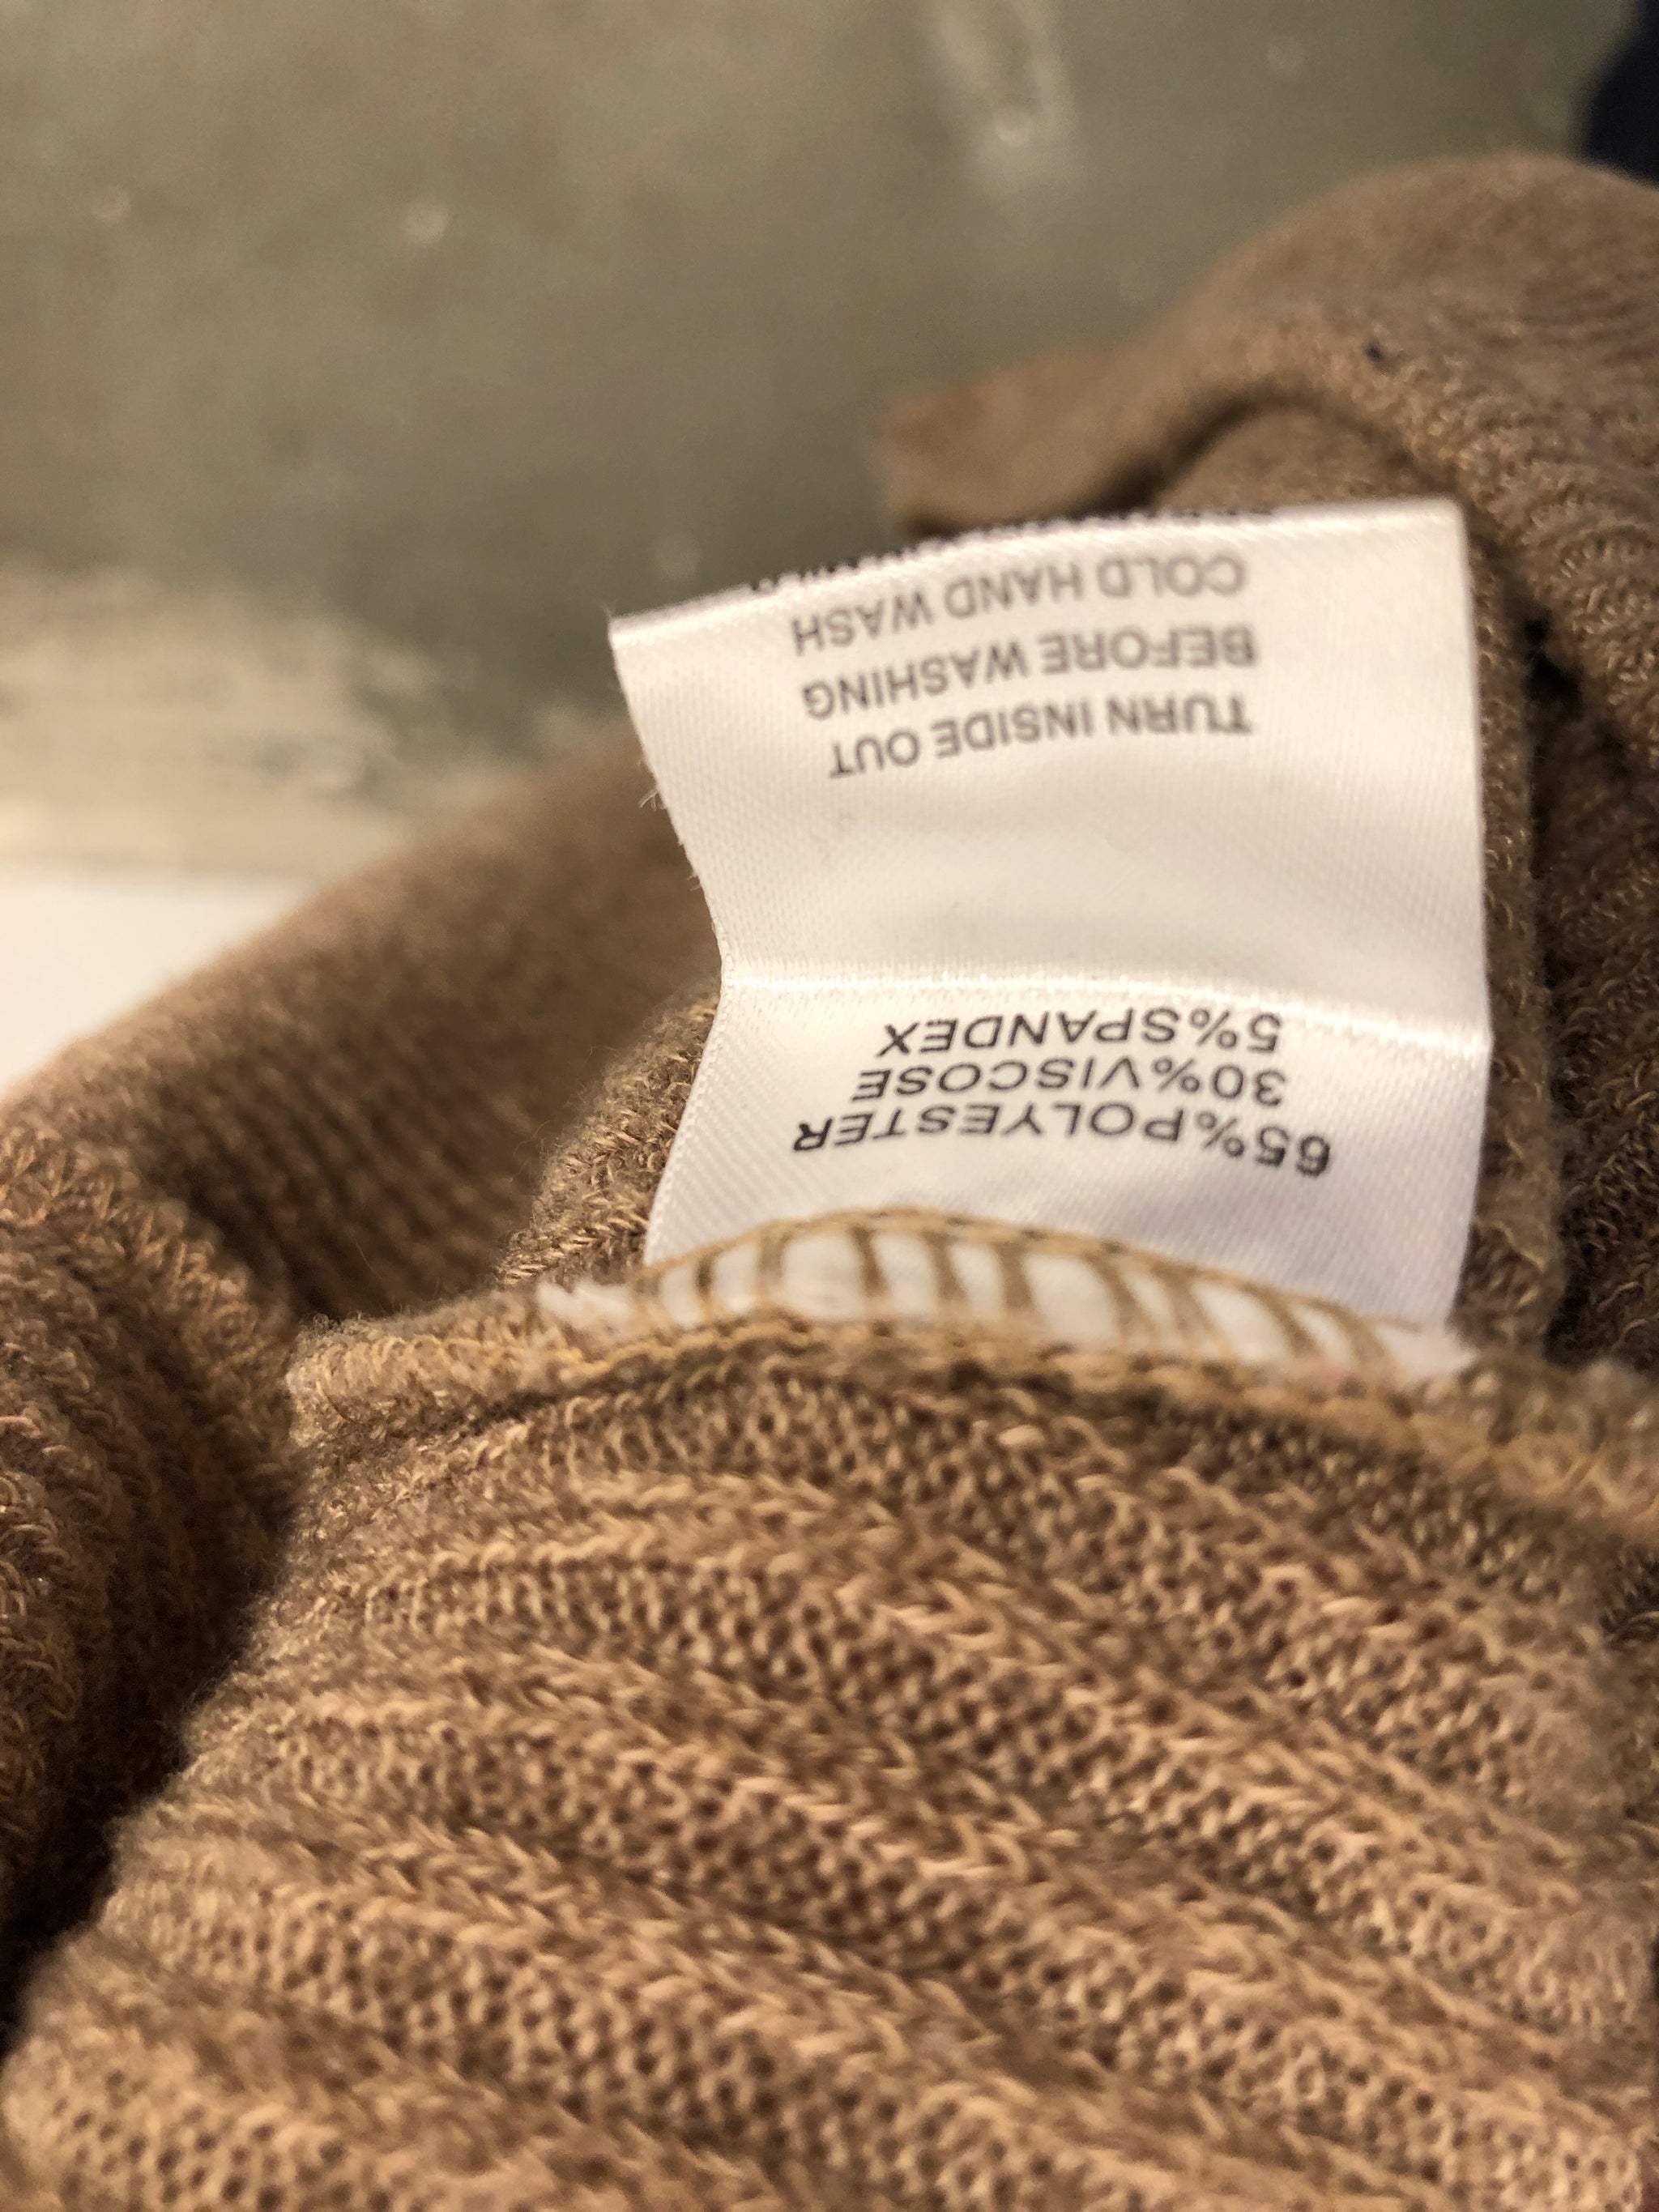 65%POLYESTER
30%VISCOSE
5%SPANDEX
TURN INSIDE OUT
BEFORE WASHING
COLD HAND WASH